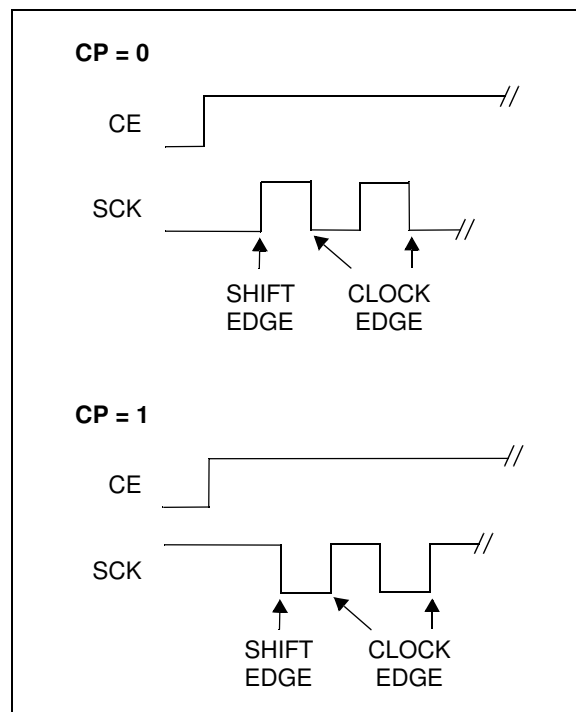 CP = 0
CE
SCK
SHIFT
EDGE
CLOCK
EDGE
CP = 1
CE
SCK
SHIFT
EDGE
CLOCK
EDGE